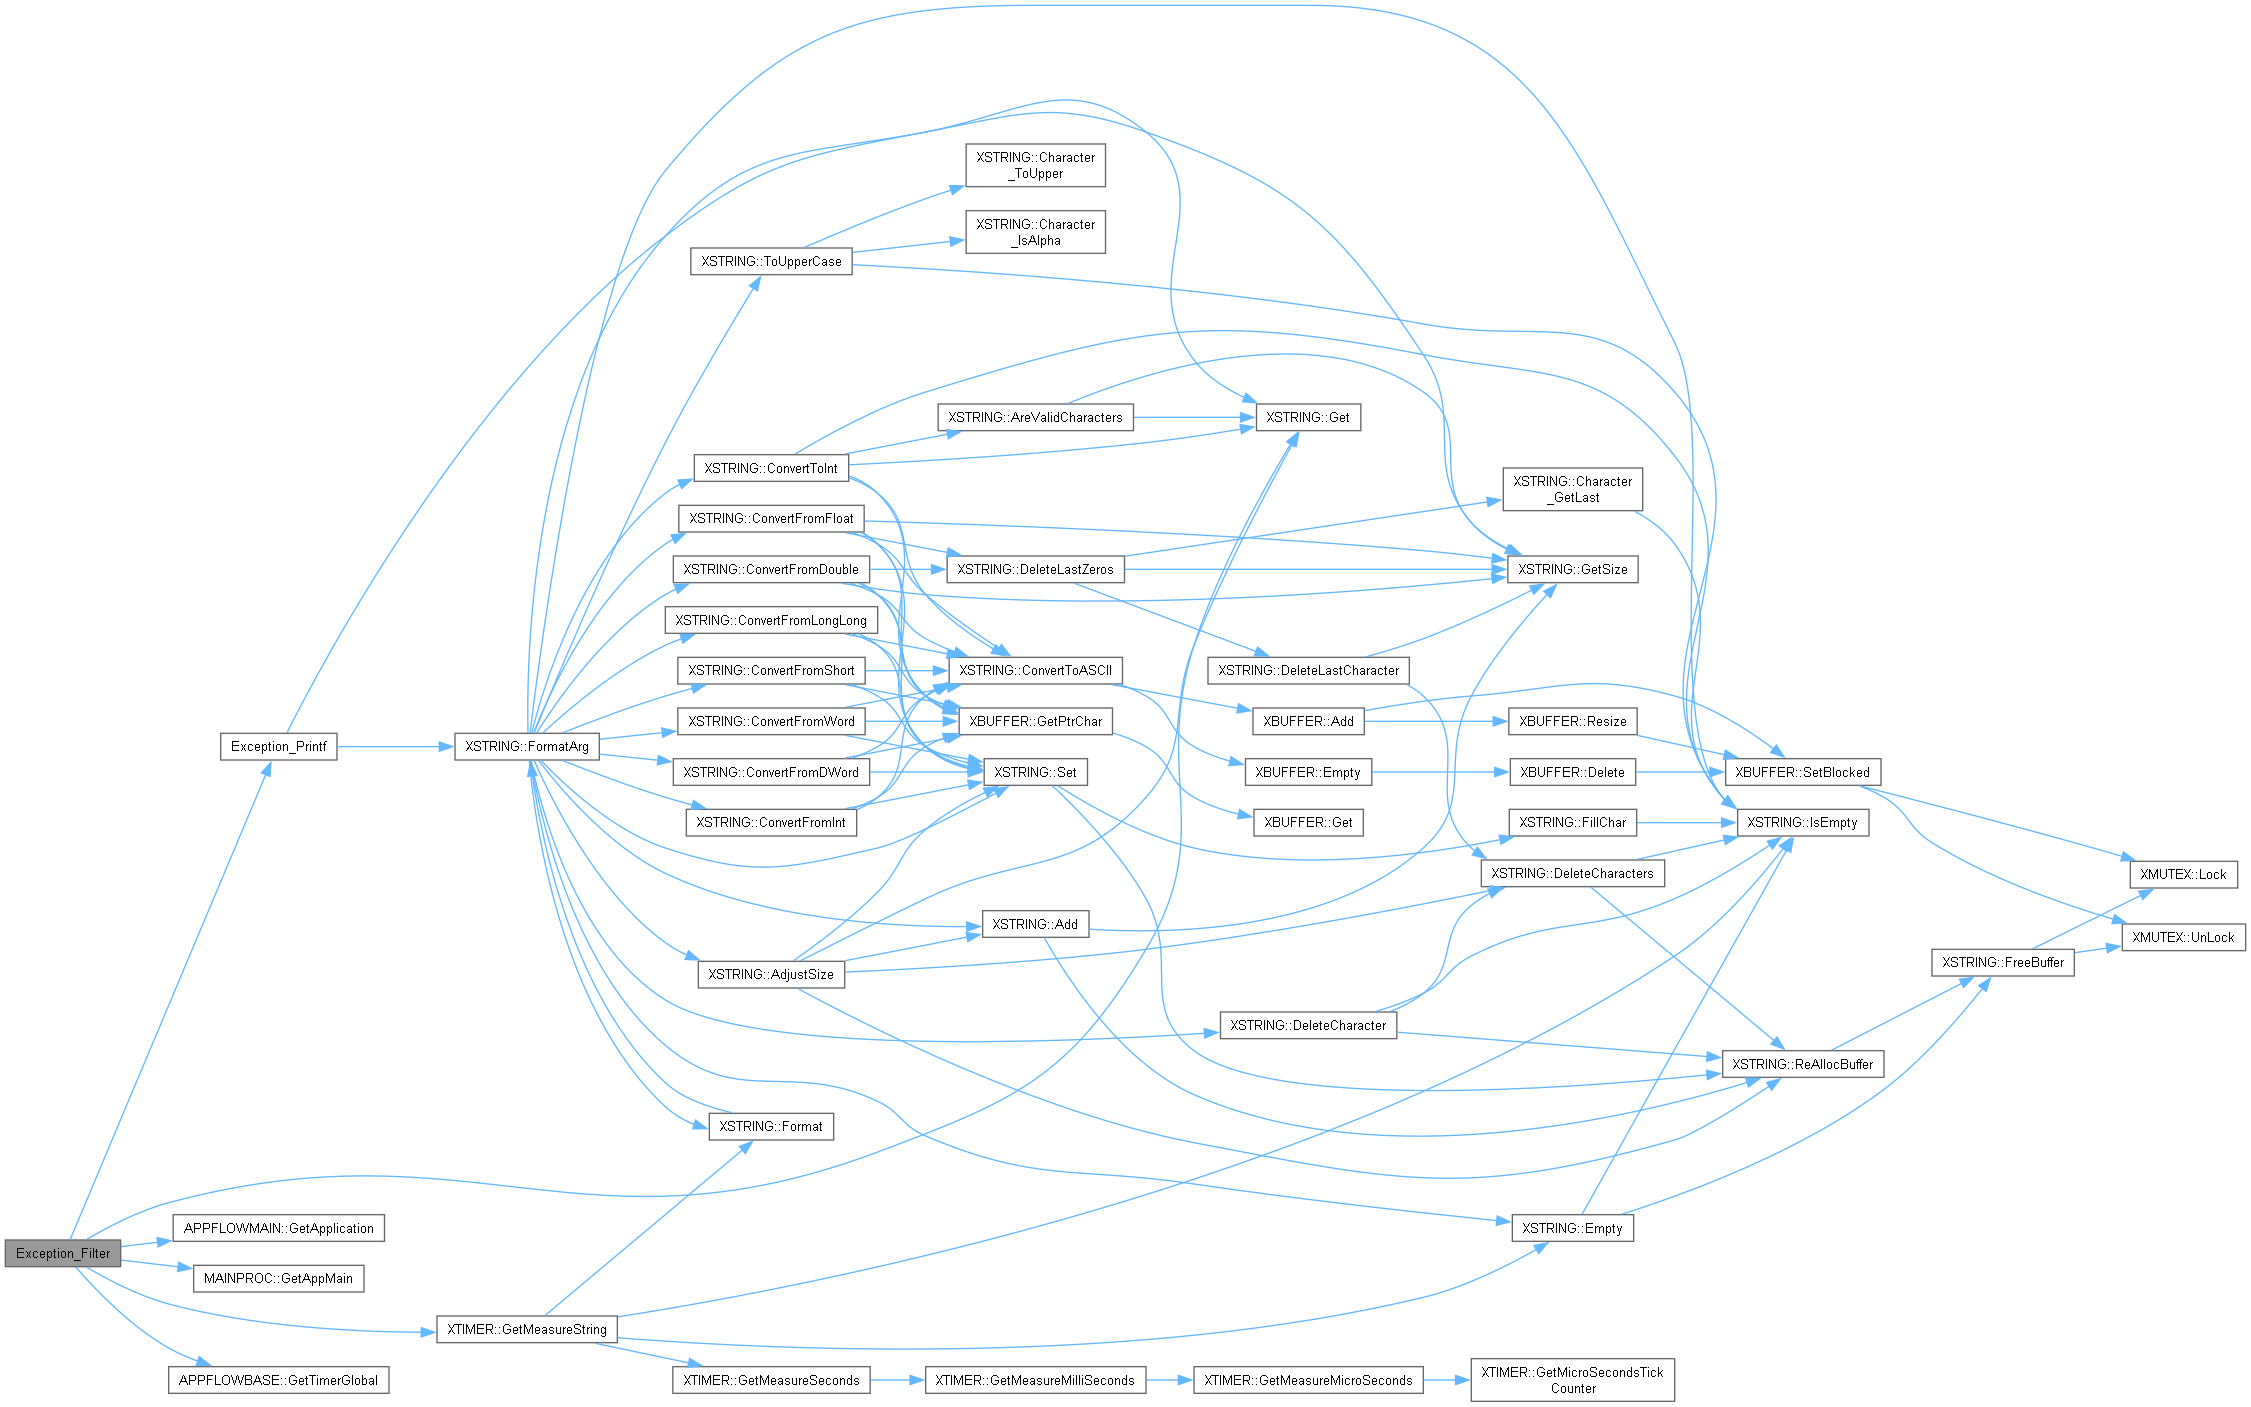 XSTRING::Character
_ToUpper
XSTRING::Character
_IsAlpha
XSTRING::ToUpperCase
XSTRING::AreValidCharacters
XSTRING::Get
XSTRING::ConvertToInt
XSTRING::Character
_GetLast
XSTRING::ConvertFromFloat
XSTRING::ConvertFromDouble
XSTRING::DeleteLastZeros
XSTRING::GetSize
XSTRING::ConvertFromLongLong
XSTRING::ConvertFromShort
XSTRING::ConvertToASCII
XSTRING::DeleteLastCharacter
XSTRING::ConvertFromWord
XBUFFER::GetPtrChar
XBUFFER::Add
XBUFFER::Resize
Exception_Printf
XSTRING::FormatArg
XSTRING::ConvertFromDWord
XSTRING::Set
XBUFFER::Empty
XBUFFER::Delete
XBUFFER::SetBlocked
XSTRING::ConvertFromInt
XBUFFER::Get
XSTRING::FillChar
XSTRING::IsEmpty
XSTRING::DeleteCharacters
XMUTEX::Lock
XSTRING::Add
XMUTEX::UnLock
XSTRING::AdjustSize
XSTRING::FreeBuffer
XSTRING::DeleteCharacter
XSTRING::ReAllocBuffer
XSTRING::Format
APPFLOWMAIN::GetApplication
XSTRING::Empty
Exception_Filter
MAINPROC::GetAppMain
XTIMER::GetMeasureString
APPFLOWBASE::GetTimerGlobal
XTIMER::GetMeasureSeconds
XTIMER::GetMeasureMilliSeconds
XTIMER::GetMeasureMicroSeconds
XTIMER::GetMicroSecondsTick
Counter